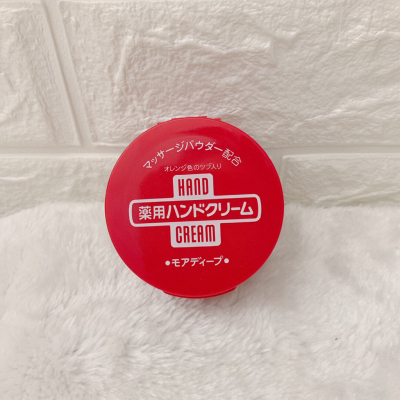 マッサージパウダー配合
オレンジ色のツブ入り
HAND
薬用ハンドクリーム
CREAM
•モアディープ•